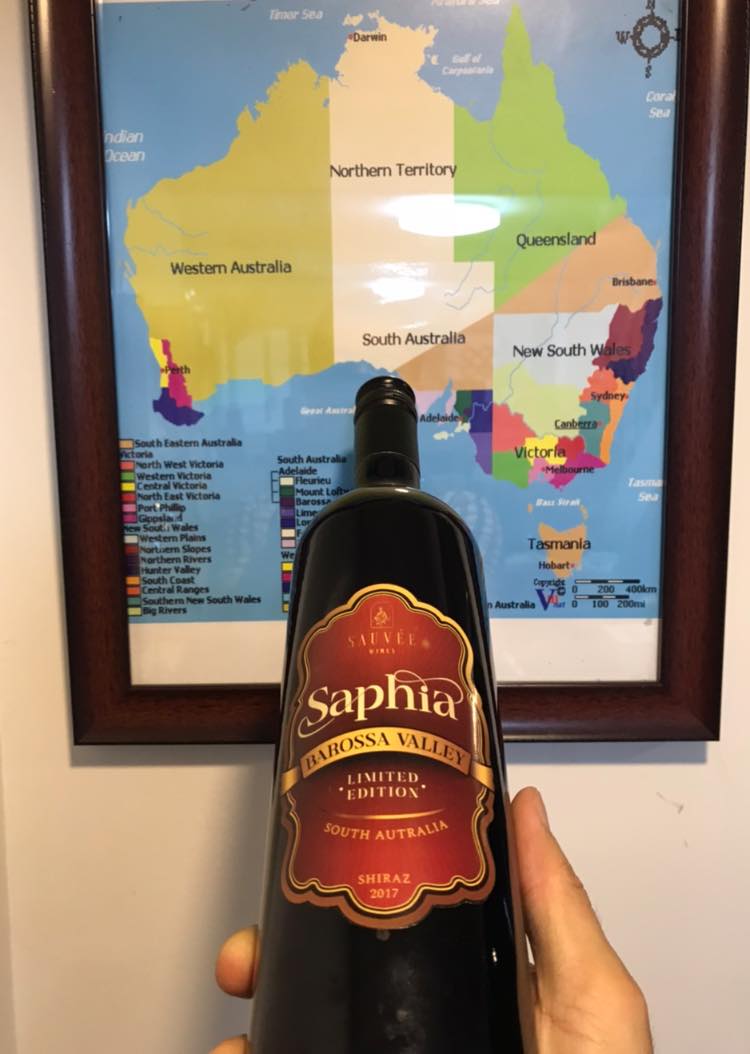 Timor Sea
Darwin
Gulf of
Carpentaria
W
S
Coral
Sea
Indian
Ocean
Northern Territory
Queensland
Western Australia
Brisbane
South Australia
New South Wales
Perth
Sydney
Adelaide
Canberra
Victoria
Melbourne
Tasman
Sea
Bass Strait
Tasmania
Hobart
South Eastern Australia
Victoria
North West Victoria
Western Victoria
Central Victoria
North East Victoria
Port Phillip
Gippsland
New South Wales
Western Plains
Northern Slopes
Northern Rivers
Hunter Valley
South Coast
Central Ranges
Southern New South Wales
Big Rivers
South Australia
Adelaide
Fleurieu
Mount Lofty
Barossa
Lime
We
Copyright
©
0 200 400km
0 100 200mi
n Australia
SAUVÉE
WINES
Saphia
BAROSSA VALLEY
LIMITED
EDITION
SOUTH AUTRALIA
SHIRAZ
2017